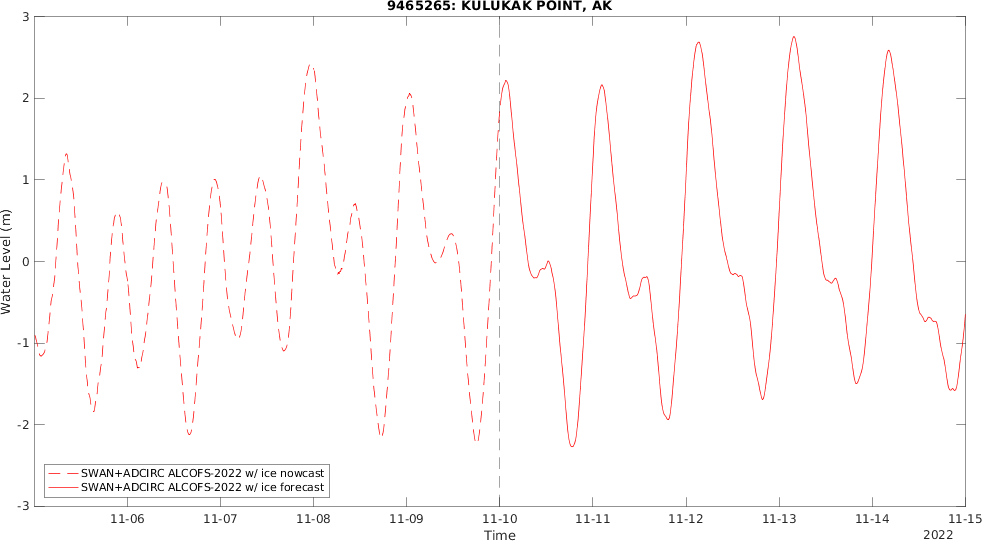 9465265: KULUKAK POINT, AK
3
2
1
0
-1
-2
-3
Water Level (m)
SWAN+ADCIRC ALCOFS-2022 w/ ice nowcast
SWAN+ADCIRC ALCOFS-2022 w/ ice forecast
11-06 11-07 11-08 11-09 11-10 11-11 11-12 11-13 11-14 11-15
Time
2022